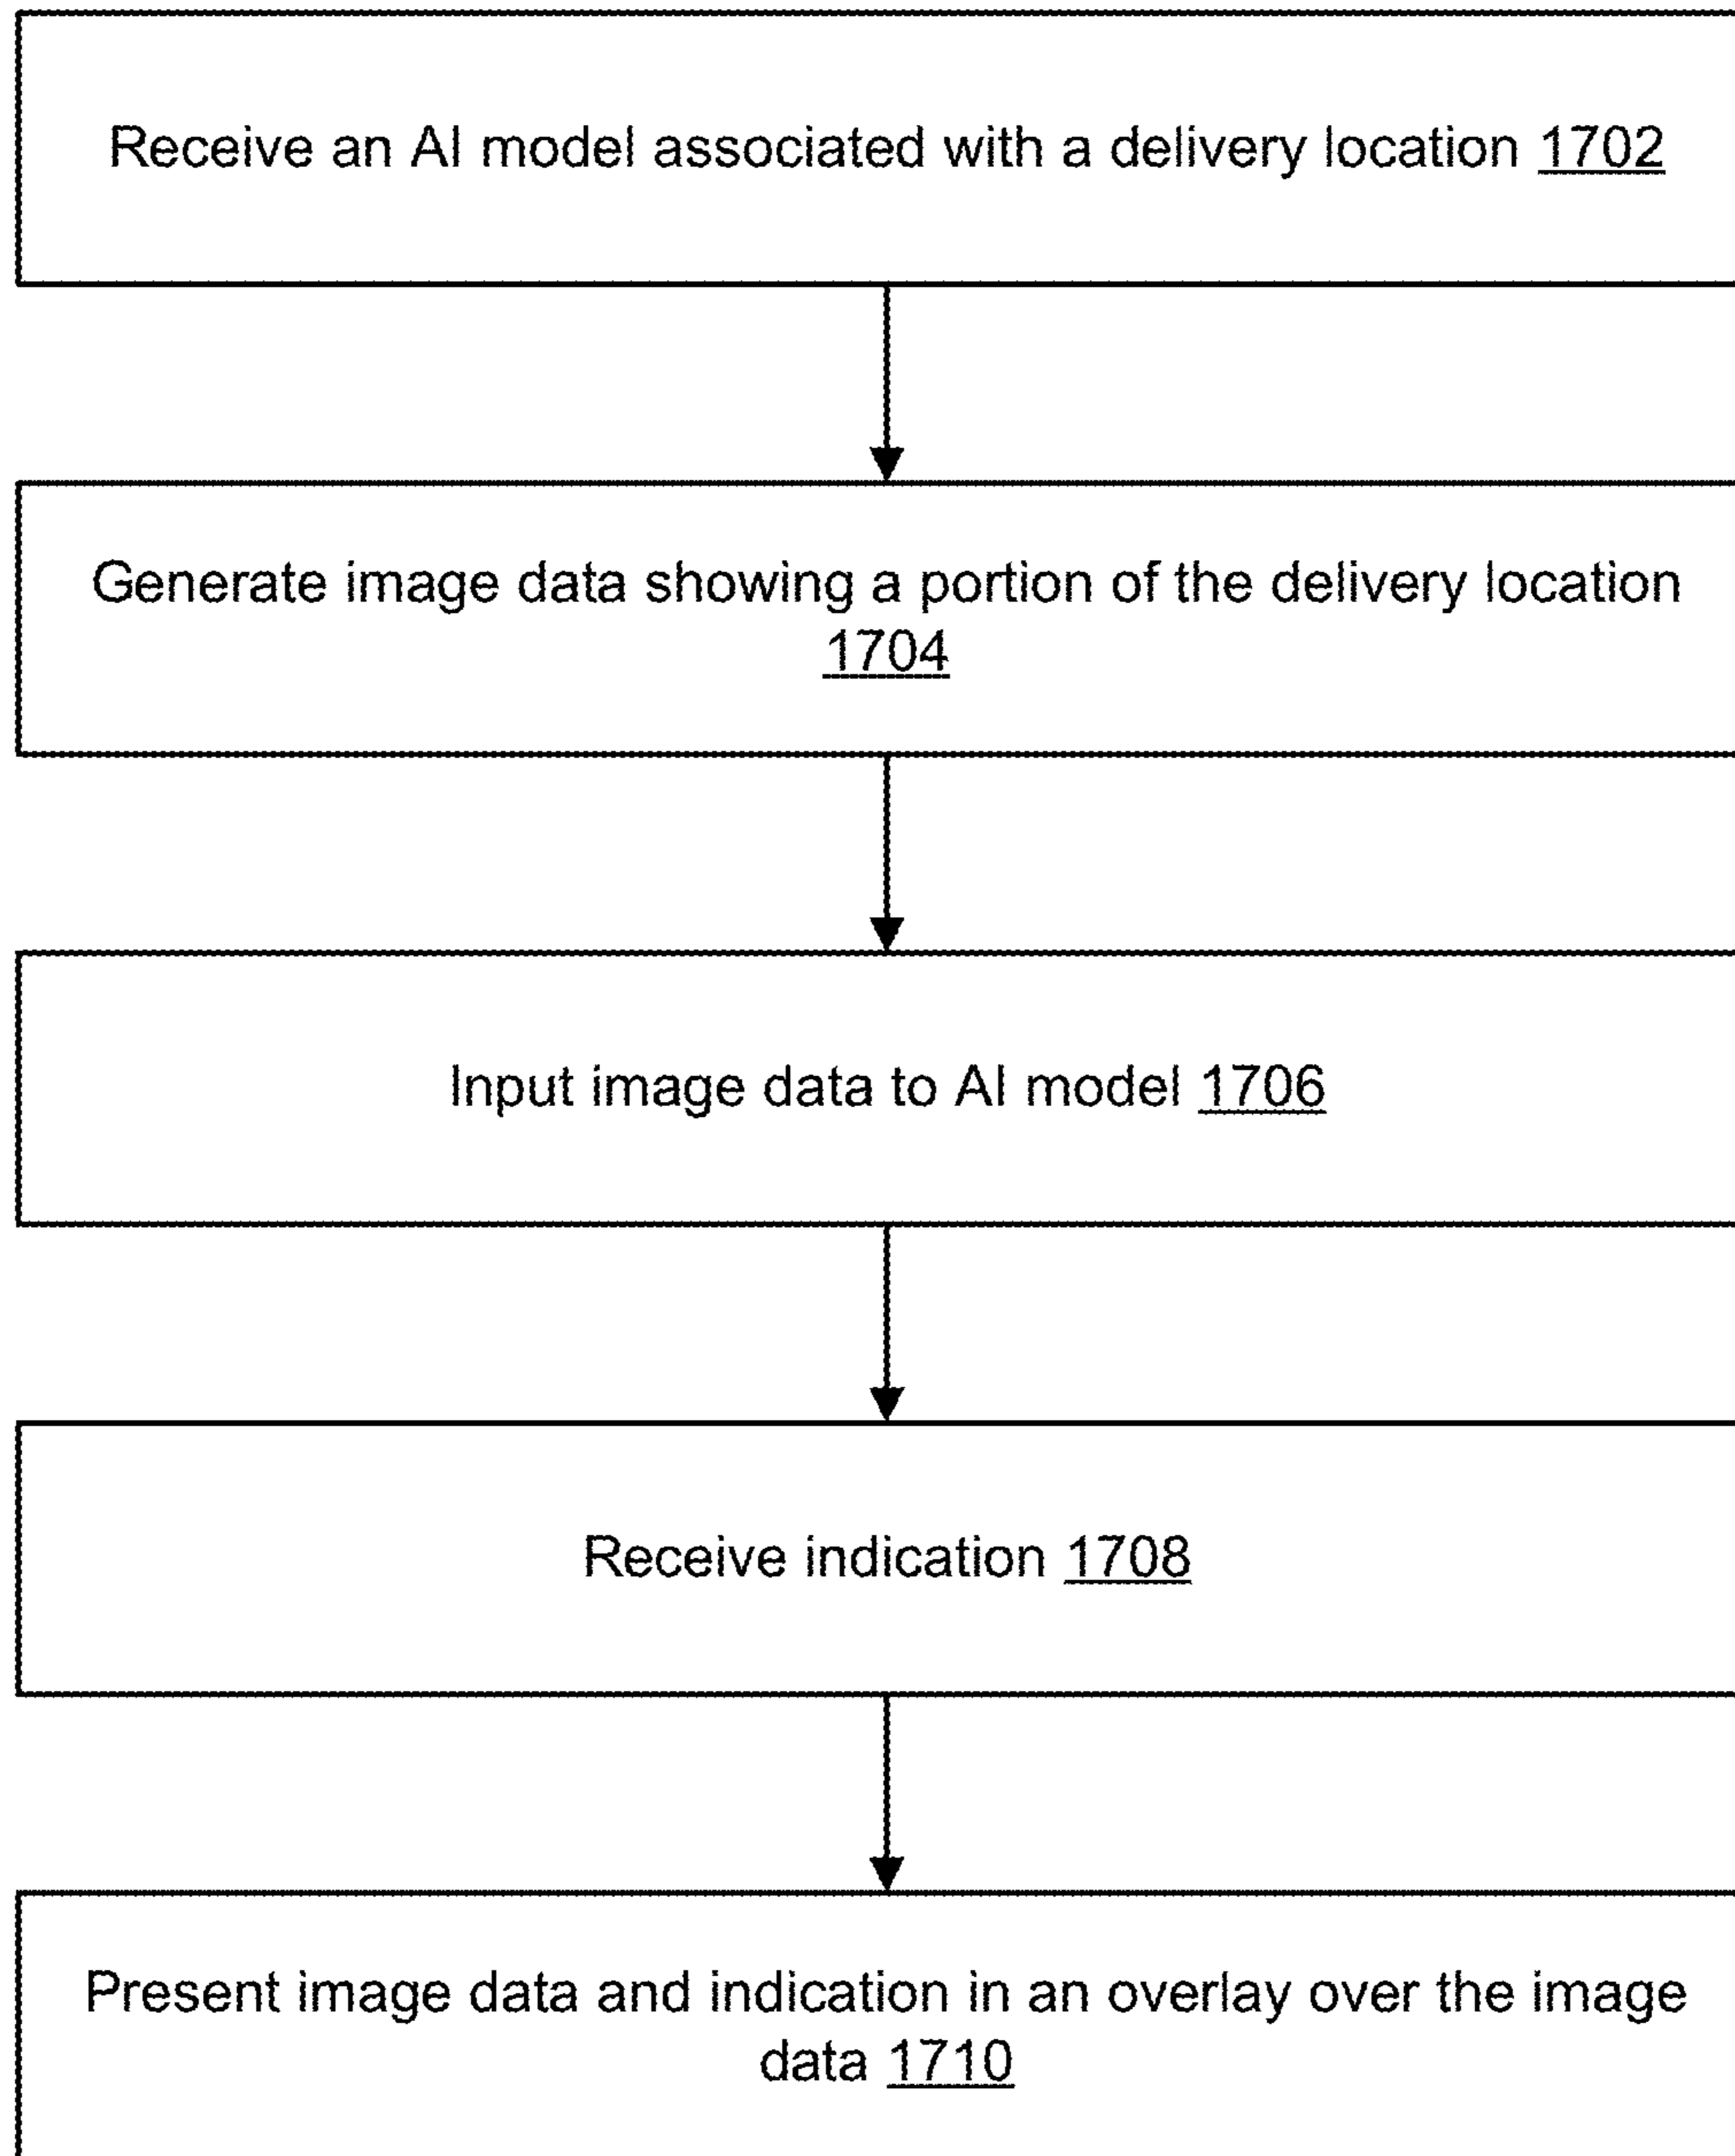 Receive an AI model associated with a delivery location 1702
Generate image data showing a portion of the delivery location
1704
Input image data to AI model 1706
Receive indication 1708
Present image data and indication in an overlay over the image
data 1710